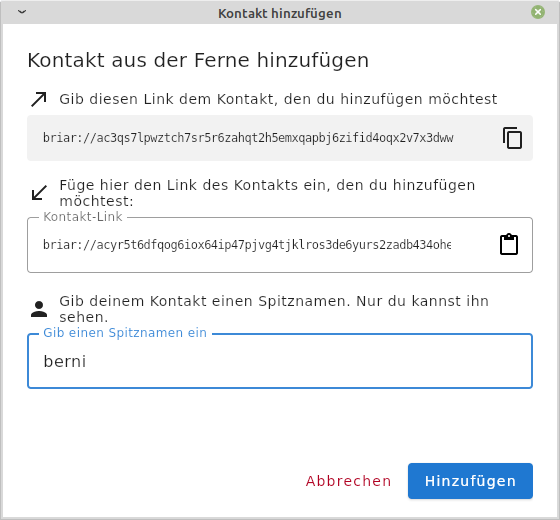 Kontakt hinzufügen
Kontakt aus der Ferne hinzufügen
Gib diesen Link dem Kontakt, den du hinzufügen möchtest
briar://ac3qs7lpwztch7sr5r6zahqt2h5emxqapbj6zifid4oqx2v7x3dww
Füge hier den Link des Kontakts ein, den du hinzufügen
möchtest:
Kontakt-Link
briar://acyr5t6dfqog6iox64ip47pjvg4tjklros3de6yurs2zadb434ohe
Gib deinem Kontakt einen Spitznamen. Nur du kannst ihn
sehen.
Gib einen Spitznamen ein
berni
Abbrechen
Hinzufügen